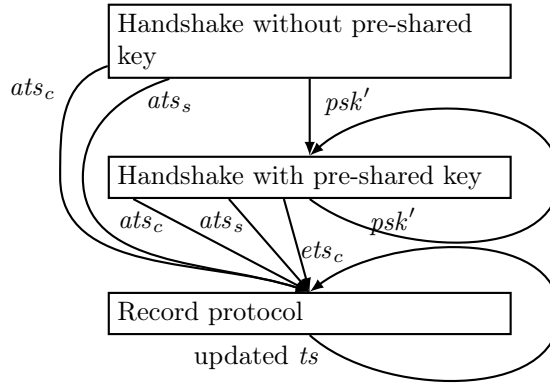 Handshake without pre-shared
key
ats_c
ats_s
psk′
Handshake with pre-shared key
ats_c
ats_s
psk′
ets_c
Record protocol
updated ts